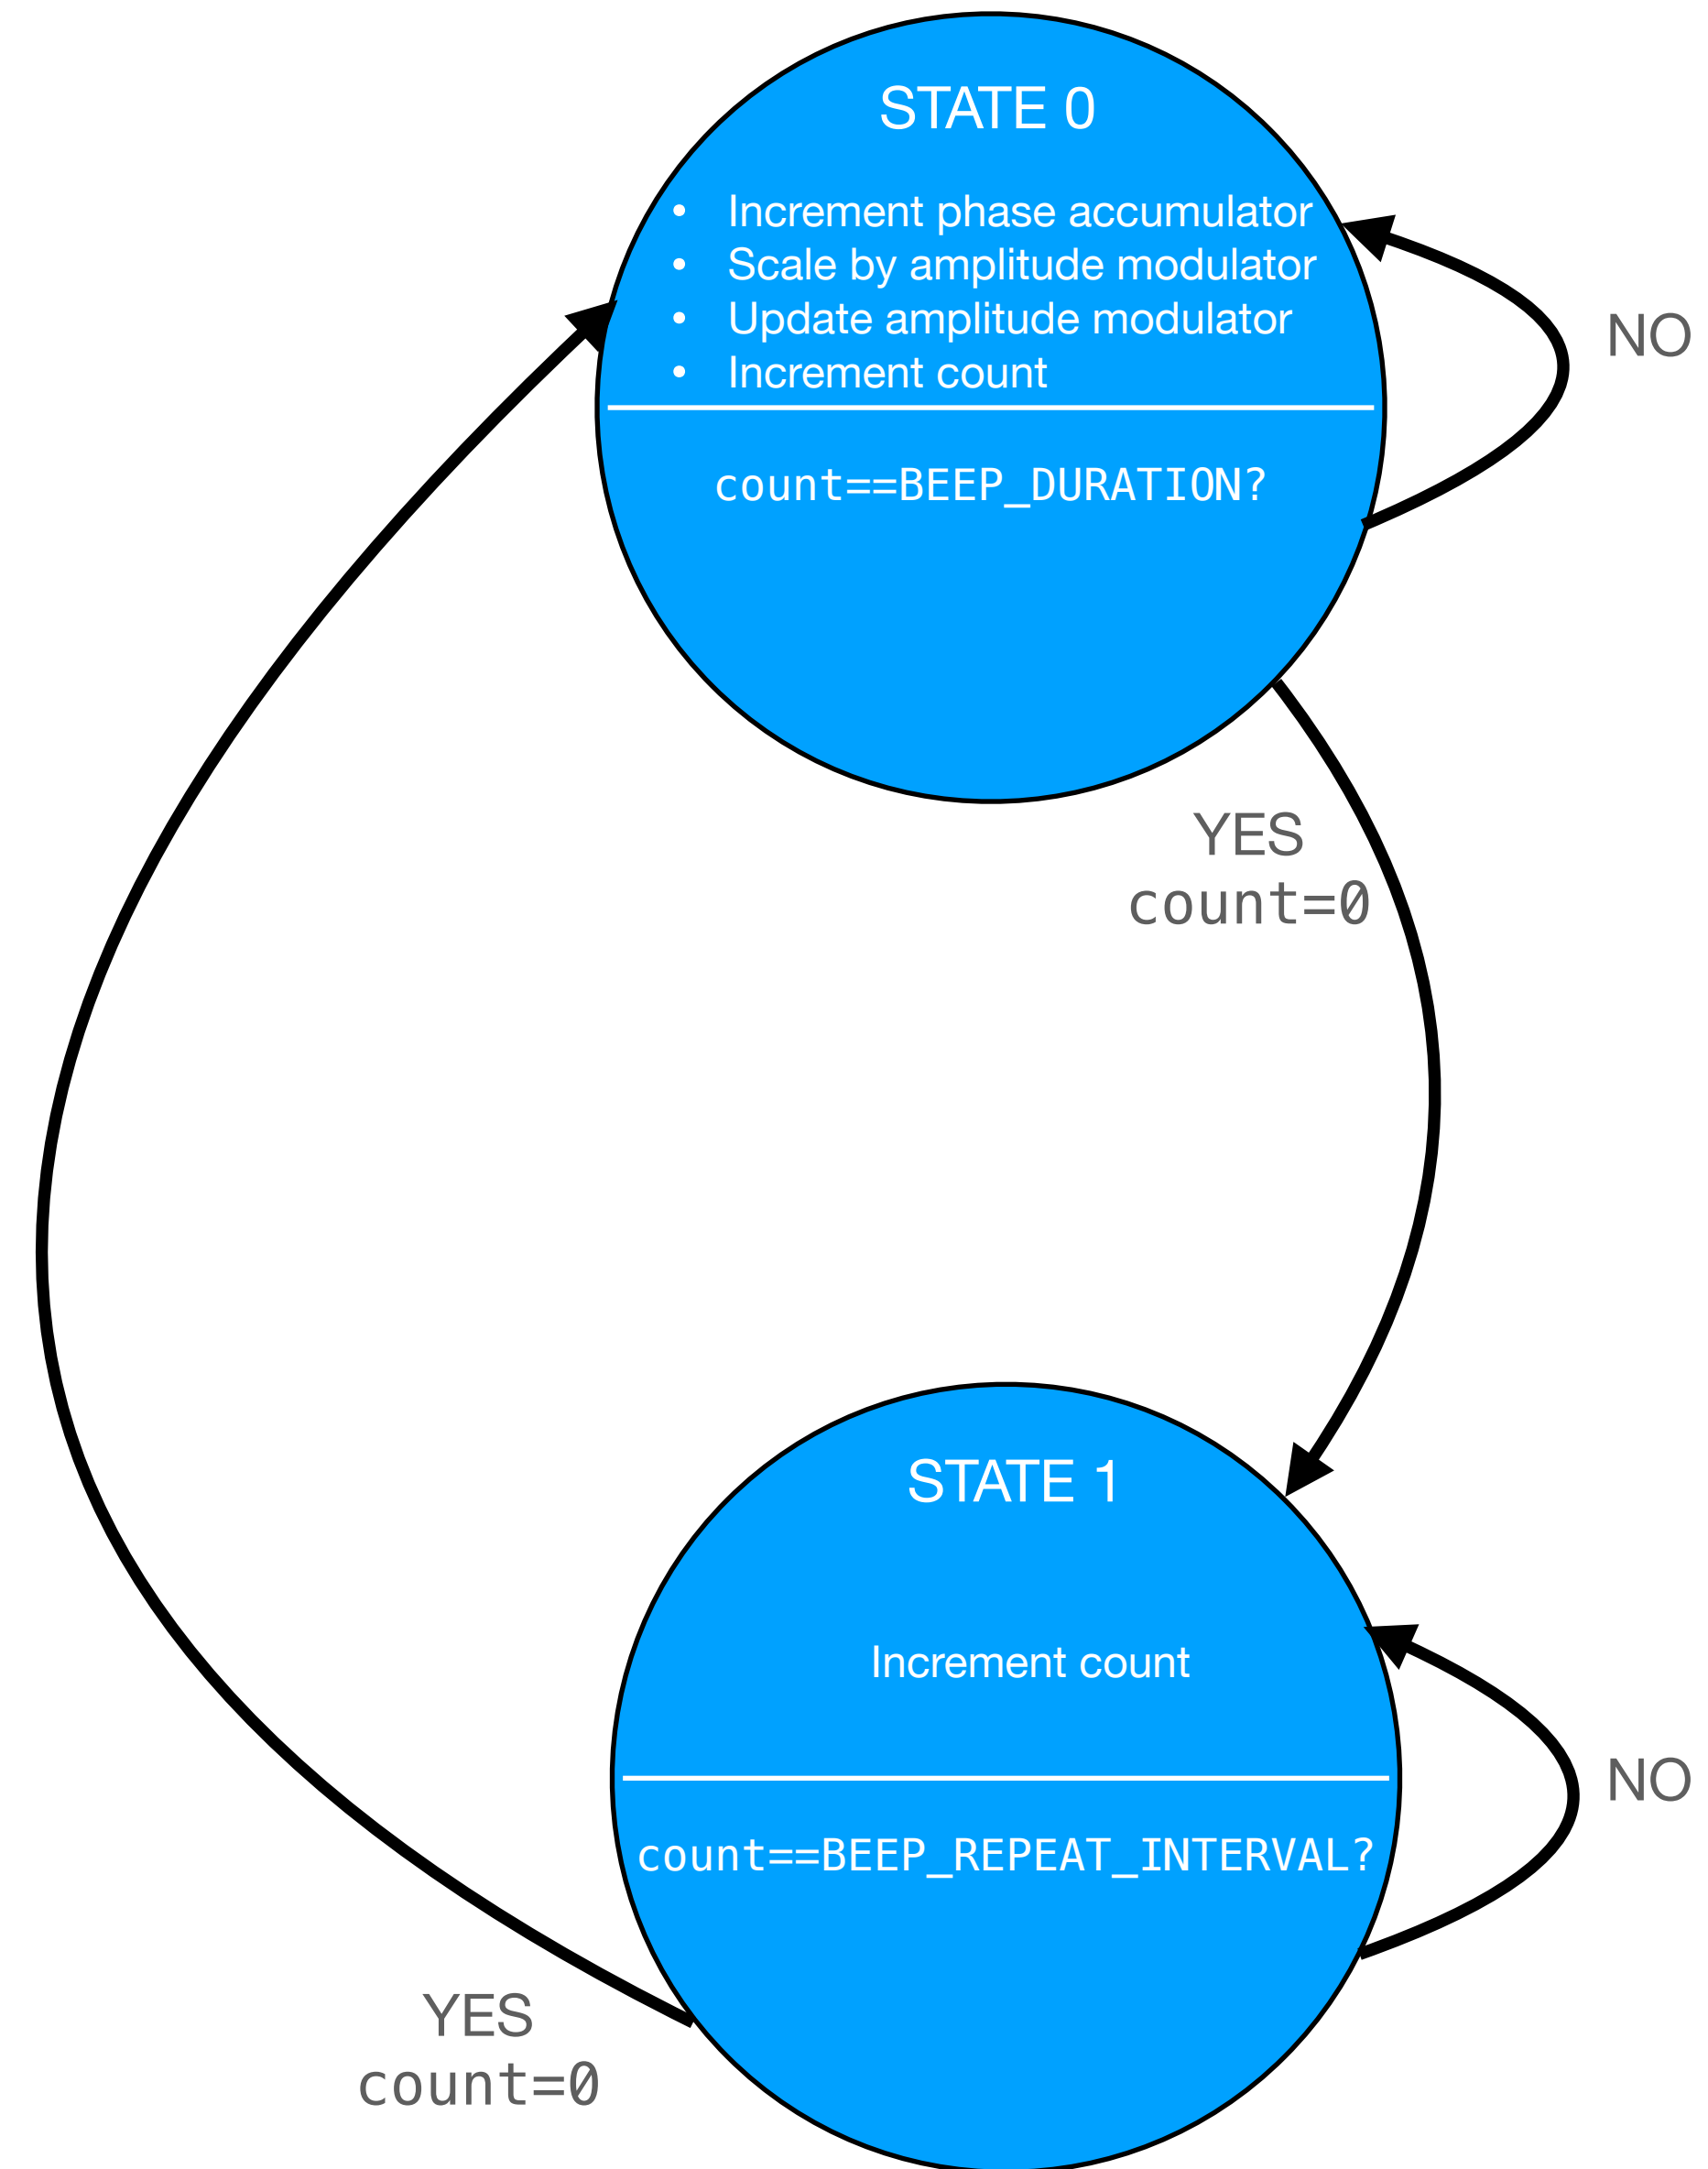 STATE 0
• Increment phase accumulator
• Scale by amplitude modulator
• Update amplitude modulator
• Increment count
NO
count==BEEP_DURATION?
YES
count=0
STATE 1
Increment count
NO
count==BEEP_REPEAT_INTERVAL?
YES
count=0